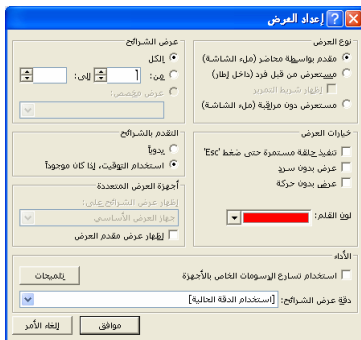 إعداد العرض
نوع العرض
مقدم بواسطة محاضر (ملء الشاشة)
مستعرض من قبل فرد (داخل إطار)
إظهار شريط التمرير
مستعرض دون مراقبة (ملء الشاشة)
عرض الشرائح
الكل
من: 1 إلى:
عرض مخصص:
خيارات العرض
تنفيذ حلقة مستمرة حتى ضغط 'Esc'
عرض بدون سرد
عرض بدون حركة
لون القلم:
التقدم بالشرائح
يدوياً
استخدام التوقيت، إذا كان موجوداً
أجهزة العرض المتعددة
إظهار عرض الشرائح على:
جهاز العرض الأساسي
إظهار عرض مقدم العرض
الأداء
استخدام تسارع الرسومات الخاص بالأجهزة
تلميحات
دقة عرض الشرائح: [استخدام الدقة الحالية]
موافق
إلغاء الأمر